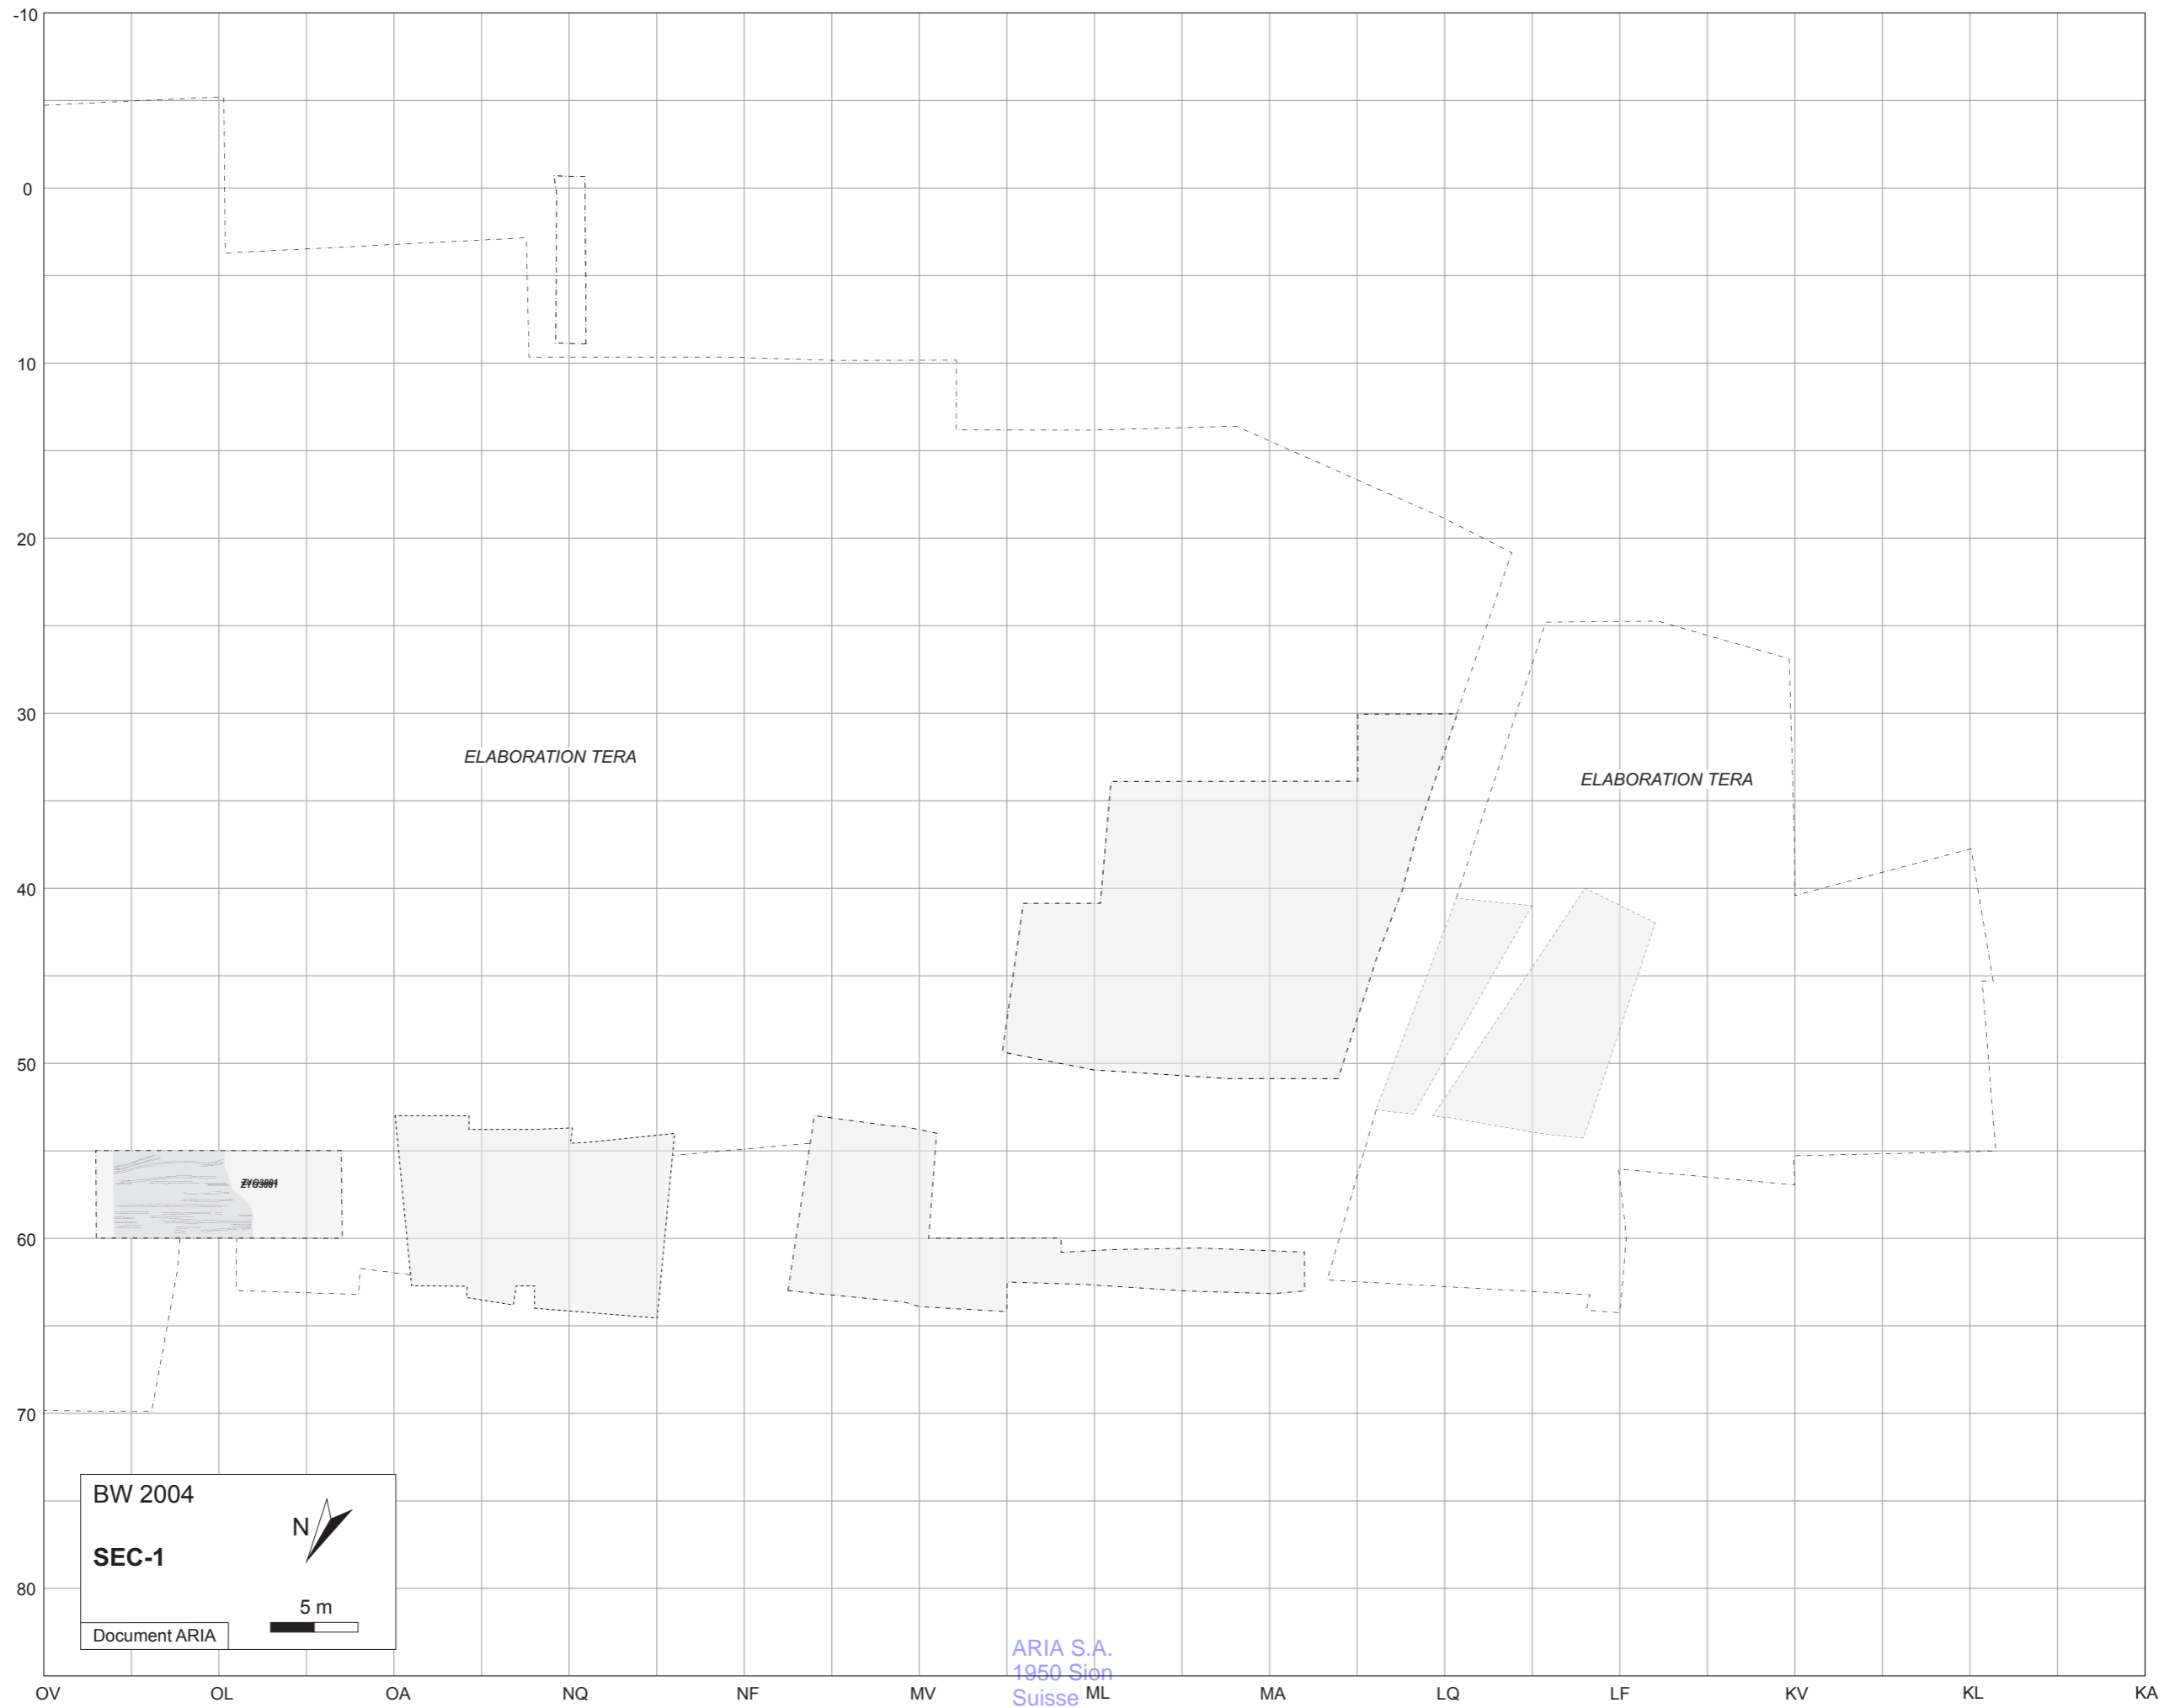 -10
0
10
20
30
ELABORATION TERA
ELABORATION TERA
40
50
60
70
80
BW 2004
N
SEC-1
5 m
Document ARIA
ARIA S.A.
1950 Sion
Suisse
OV OL OA NQ NF MV ML MA LQ LF KV KL KA